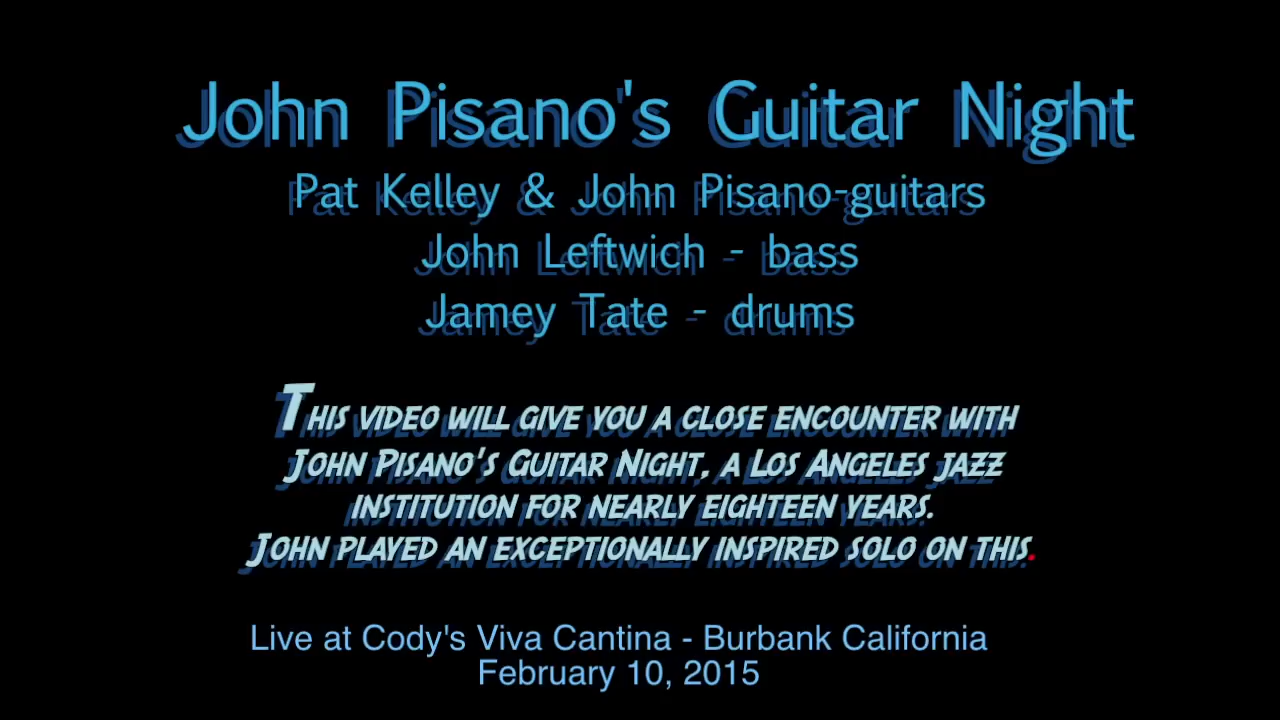 John Pisano's Guitar Night
Pat Kelley & John Pisano-guitars
John Leftwich - bass
Jamey Tate - drums
This video will give you a close encounter with
John Pisano's Guitar Night, a Los Angeles jazz
institution for nearly eighteen years.
John played an exceptionally inspired solo on this.
Live at Cody's Viva Cantina - Burbank California
February 10, 2015